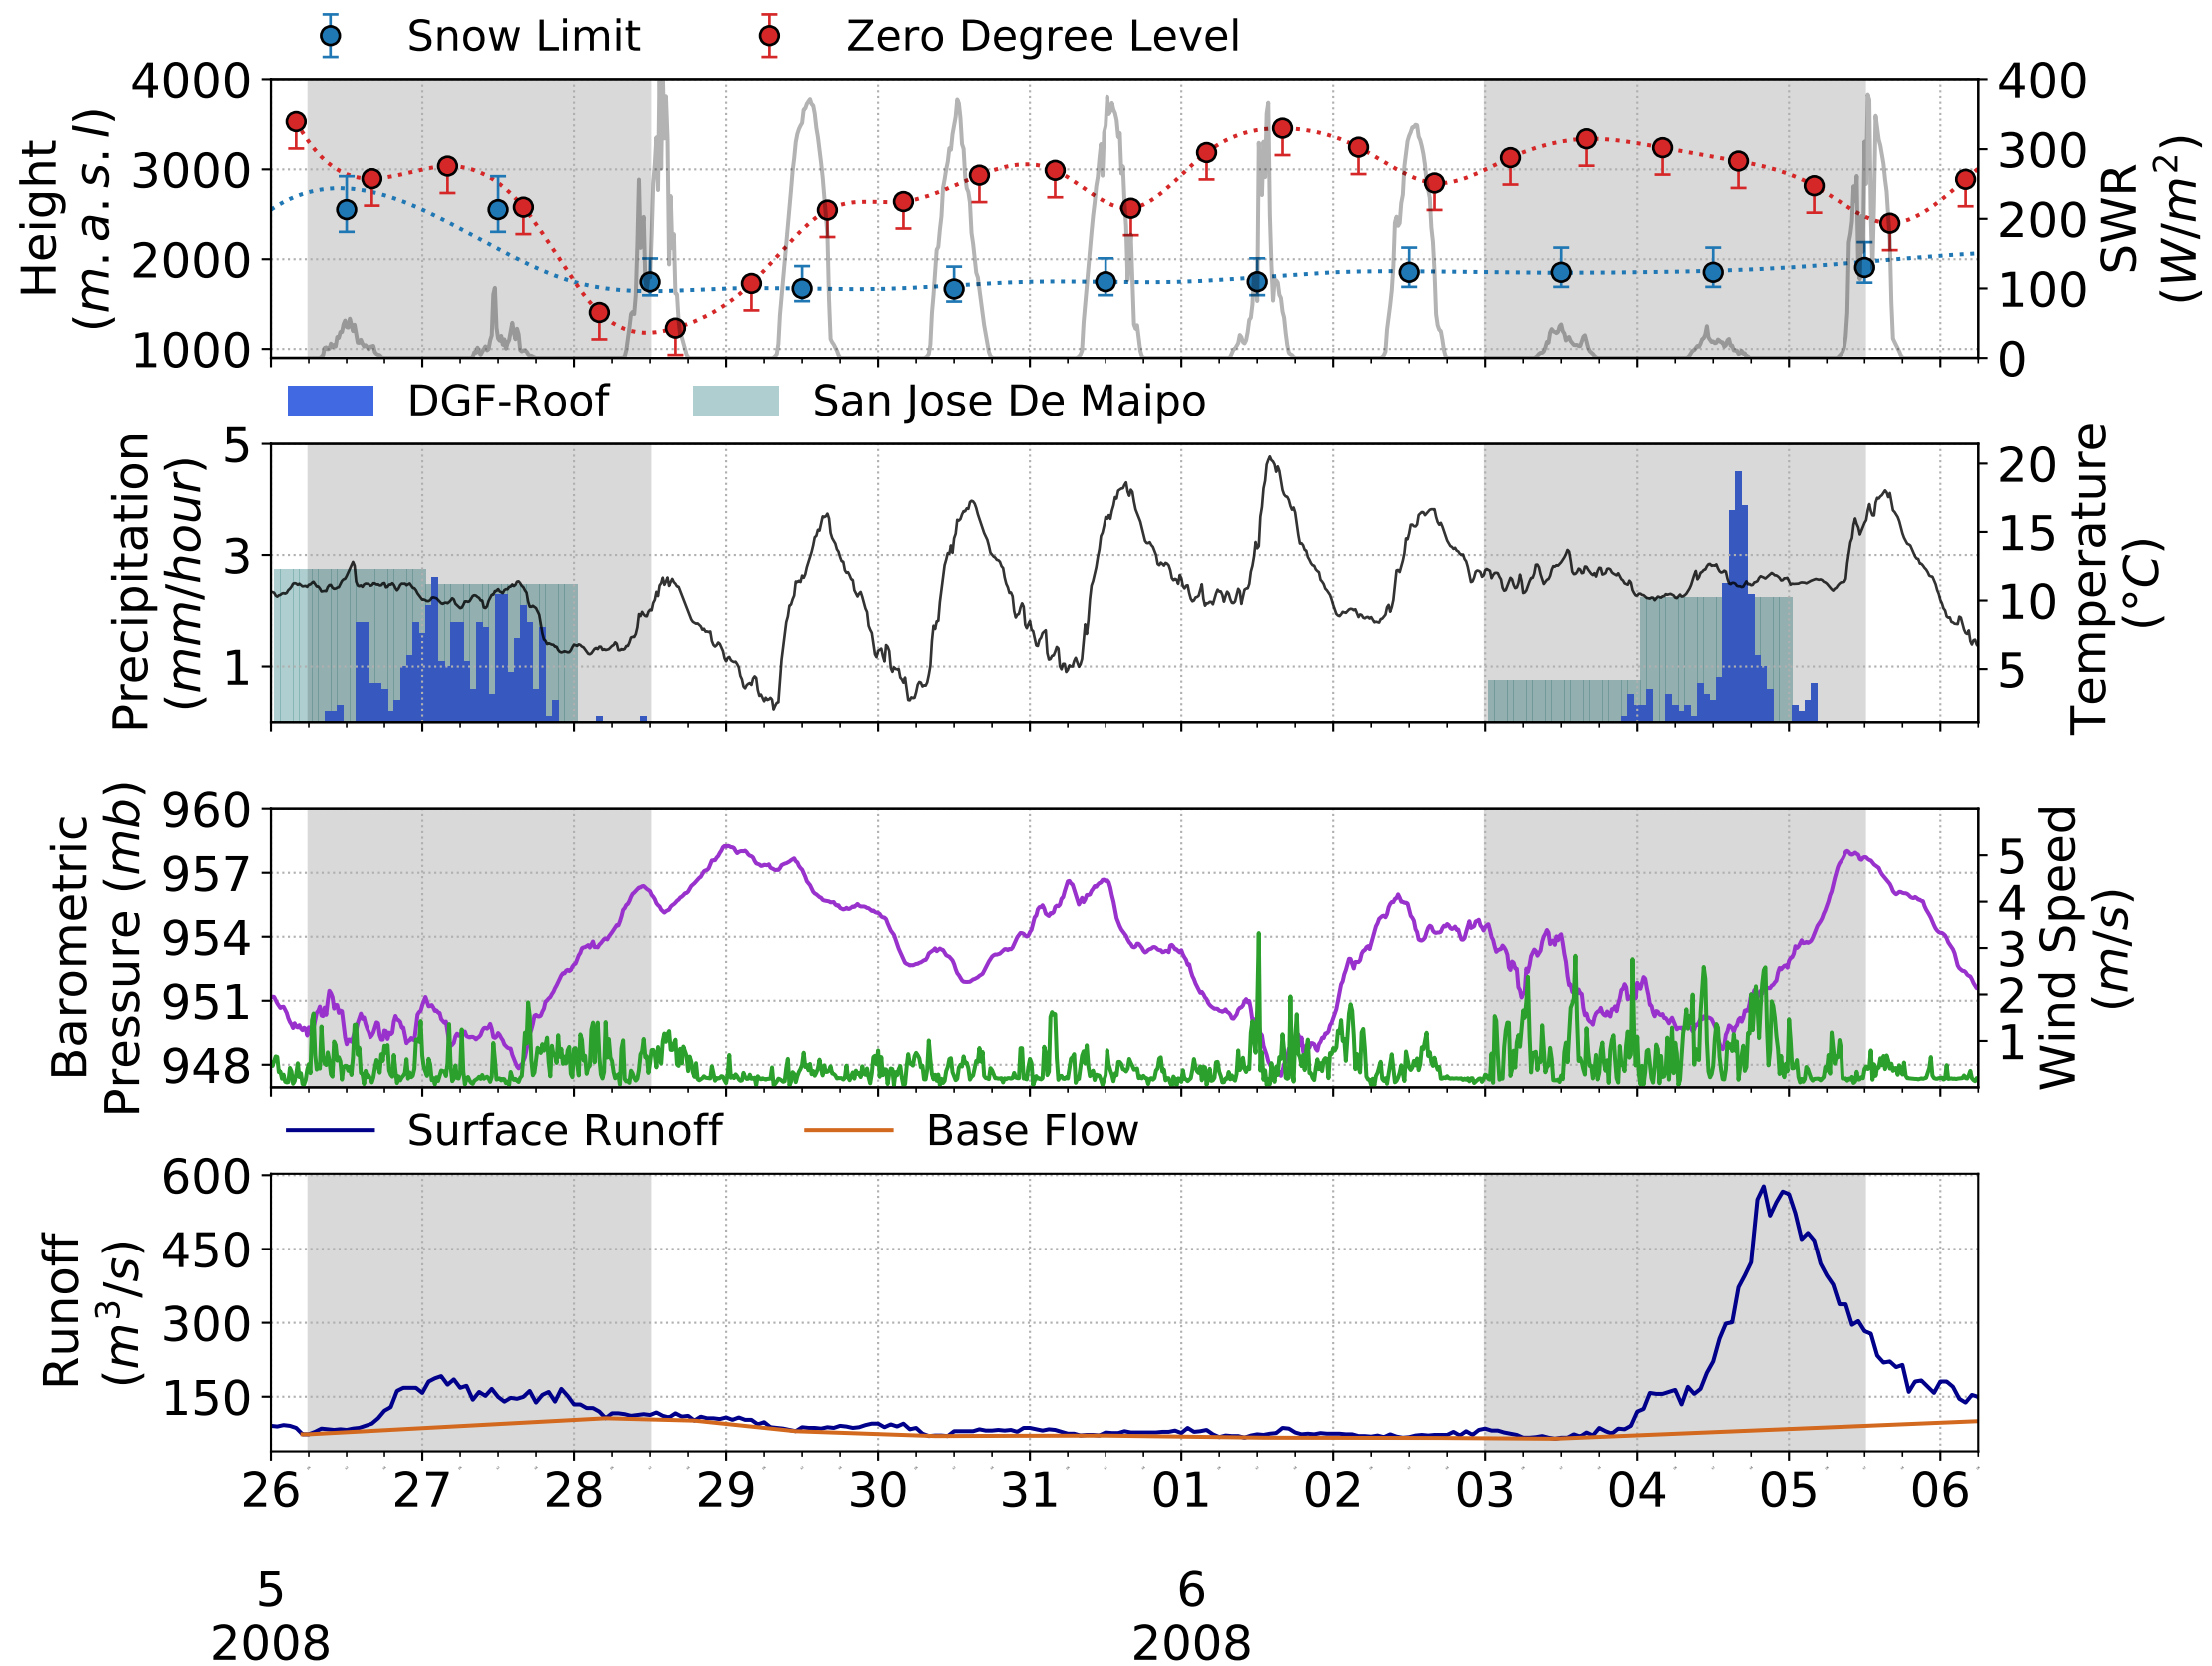 Snow Limit Zero Degree Level
Height
(m.a.s.l)
4000
3000
2000
1000
400
300
200
100
0
SWR
(W/m²)
DGF-Roof San Jose De Maipo
Precipitation
(mm/hour)
5
3
1
20
15
10
5
Temperature
(°C)
Barometric
Pressure (mb)
960
957
954
951
948
5
4
3
2
1
Wind Speed
(m/s)
Surface Runoff Base Flow
Runoff
(m³/s)
600
450
300
150
26 27 28 29 30 31 01 02 03 04 05 06
5 6
2008 2008